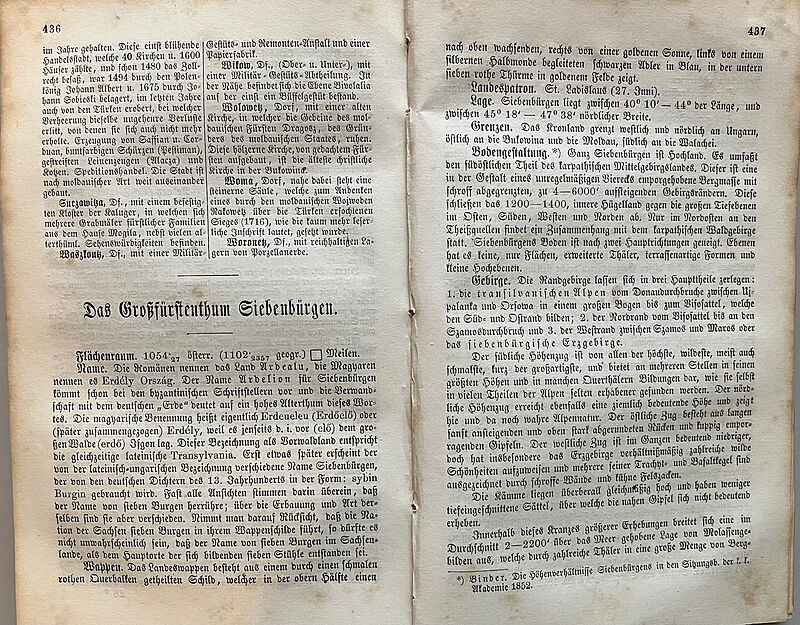 436
im Jahre gehalten. Diese einst blühende
Handelsstadt, welche 40 Kirchen u. 1600
Häuser zählte, und schon 1480 das Zoll-
recht besaß, war 1494 durch den Polen-
könig Johann Albert u. 1675 durch Jo-
hann Sobieski belagert, im letzten Jahre
auch von den Türken erobert, bei welcher
Verheerung dieselbe ungeheure Verluste
erlitt, von denen sie sich auch nicht mehr
erholte. Erzeugung von Saffian u. Cor-
duan, buntfarbigen Schürzen (Pestimar),
gestreiften Leinenzeugen (Alacza) und
Kotzen. Speditionshandel. Die Stadt ist
nach moldauischer Art weit auseinander
gebaut.
Suczawitza, Df., mit einem befestig-
ten Kloster der Kaluger, in welchen sich
mehrere Grabmäler fürstlicher Familien
aus dem Hause Mogila, nebst vielen al-
terthüml. Sehenswürdigkeiten befinden.
Waszkoutz, Df., mit einer Militär-
Gestüts- und Remonten-Anstalt und einer
Papierfabrik.
Wikow, Df., (Ober- u. Unter-), mit
einer Militär-Gestüts-Abtheilung. In
der Nähe befindet sich die Ebene Bivolalia
auf der einst ein Büffelgestüt bestand.
Wolowetz, Dorf, mit einer alten
Kirche, in welcher die Gebeine des mol-
dauischen Fürsten Dragosz, des Grün-
ders des moldauischen Staates, ruhen.
Diese hölzerne Kirche, von gedachten Für-
sten aufgebaut, ist die älteste christliche
Kirche in der Bukowina.
Woma, Dorf, nahe dabei steht eine
steinerne Säule, welche zum Andenken
eines durch den moldauischen Woiwoden
Rakowetz über die Türken erfochtenen
Sieges (1716), wie die kaum mehr leser-
liche Inschrift lautet, gesetzt wurde.
Woronetz, Df., mit reichhaltigen La-
gern von Porzellanerde.
Das Großfürstenthum Siebenbürgen.
Flächenraum. 1054·27 österr. (1102·2357 geogr.) □ Meilen.
Name. Die Romänen nennen das Land Ardealu, die Magyaren
nennen es Erdély Ország. Der Name Ardelion für Siebenbürgen
kömmt schon bei den byzantinischen Schriftstellern vor und die Verwand-
schaft mit dem deutschen „Erde“ deutet auf ein hohes Alterthum dieses Wor-
tes. Die magyarische Benennung heißt eigentlich Erdeueleu (Erdőelő) oder
(später zusammengezogen) Erdély, weil es jenseits d. i. vor (elő) dem gro-
ßen Walde (erdő) Jfgon lag. Dieser Bezeichnung als Vorwaldland entspricht
die gleichzeitige lateinische Transylvania. Erst etwas später erscheint der
von der lateinisch-ungarischen Bezeichnung verschiedene Name Siebenbürgen,
der von den deutschen Dichtern des 13. Jahrhunderts in der Form: sybin
Burgin gebraucht wird. Fast alle Ansichten stimmen darin überein, daß
der Name von sieben Burgen herrühre; über die Erbauung und Art der-
selben sind sie aber verschieden. Nimmt man darauf Rücksicht, daß die Na-
tion der Sachsen sieben Burgen in ihrem Wappenschilde führt, so dürfte es
nicht unwahrscheinlich sein, daß der Name von sieben Burgen im Sachsen-
lande, als dem Hauptorte der sich bildenden sieben Stühle entstanden sei.
Wappen. Das Landeswappen besteht aus einem durch einen schmalen
rothen Querbalken getheilten Schild, welcher in der obern Hälfte einen
437
nach oben wachsenden, rechts von einer goldenen Sonne, links von einem
silbernen Halbmonde begleiteten schwarzen Adler in Blau, in der untern
sieben rothe Thürme in goldenem Felde zeigt.
Landespatron. St. Ladislaus (27. Juni).
Lage. Siebenbürgen liegt zwischen 40° 10′ — 44° der Länge, und
zwischen 45° 18′ — 47° 38′ nördlicher Breite.
Grenzen. Das Kronland grenzt westlich und nördlich an Ungarn,
östlich an die Bukowina und die Moldau, südlich an die Walachei.
Bodengestaltung. *) Ganz Siebenbürgen ist Hochland. Es umfaßt
den südöstlichen Theil des karpathischen Mittelgebirgslandes. Dieser ist eine
in der Gestalt eines unregelmäßigen Vierecks emporgehobene Bergmasse mit
schroff abgegrenzten, zu 4—6000′ aufsteigenden Gebirgsrändern. Diese
schließen das 1200—1400, innere Hügelland gegen die großen Tiefebenen
im Osten, Süden, Westen und Norden ab. Nur im Nordosten an den
Theißquellen findet ein Zusammenhang mit dem karpathischen Waldgebirge
statt. Siebenbürgens Boden ist nach zwei Hauptrichtungen geneigt. Ebenen
hat es keine, nur Flächen, erweiterte Thäler, terrassenartige Formen und
kleine Hochebenen.
Gebirge. Die Randgebirge lassen sich in drei Haupttheile zerlegen:
1. die transilvanischen Alpen vom Donaudurchbruche zwischen Uj-
palanka und Orsowa in einem großen Bogen bis zum Büsofattel, welche
den Süd- und Ostrand bilden; 2. der Nordrand vom Büsofattel bis an den
Szamosdurchbruch und 3. der Westrand zwischen Szamos und Maros oder
das siebenbürgische Erzgebirge.
Der südliche Höhenzug ist von allen der höchste, wildeste, meist auch
schmalste, kurz der großartigste, und bietet an mehreren Stellen in seinen
größten Höhen und in manchen Querthälern Bildungen dar, wie sie selbst
in vielen Theilen der Alpen selten erhabener gefunden werden. Der nörd-
liche Höhenzug erreicht ebenfalls eine ziemlich bedeutende Höhe und zeigt
hie und da noch wahre Alpennatur. Der östliche Zug besteht aus langen
sanft ansteigenden und oben stark abgerundeten Rücken und kuppig empor-
ragenden Gipfeln. Der westliche Zug ist im Ganzen bedeutend niedriger,
doch hat insbesondere das Erzgebirge verhältnißmäßig zahlreiche wilde
Schönheiten aufzuweisen und mehrere seiner Trachyt- und Basaltkegel sind
ausgezeichnet durch schroffe Wände und kühne Felszacken.
Die Kämme liegen überall gleichmäßig hoch und haben weniger
tiefeingeschnittene Sättel, über welche die nahen Gipfel sich nicht bedeutend
erheben.
Innerhalb dieses Kranzes größerer Erhebungen breitet sich eine im
Durchschnitt 2—2200′ über das Meer gehobene Lage von Molassenge-
bilden aus, welche durch zahlreiche Thäler in eine große Menge von Berg-
*) Binder. Die Höhenverhältnisse Siebenbürgens in den Sitzungsb. der k. k.
Akademie 1852.